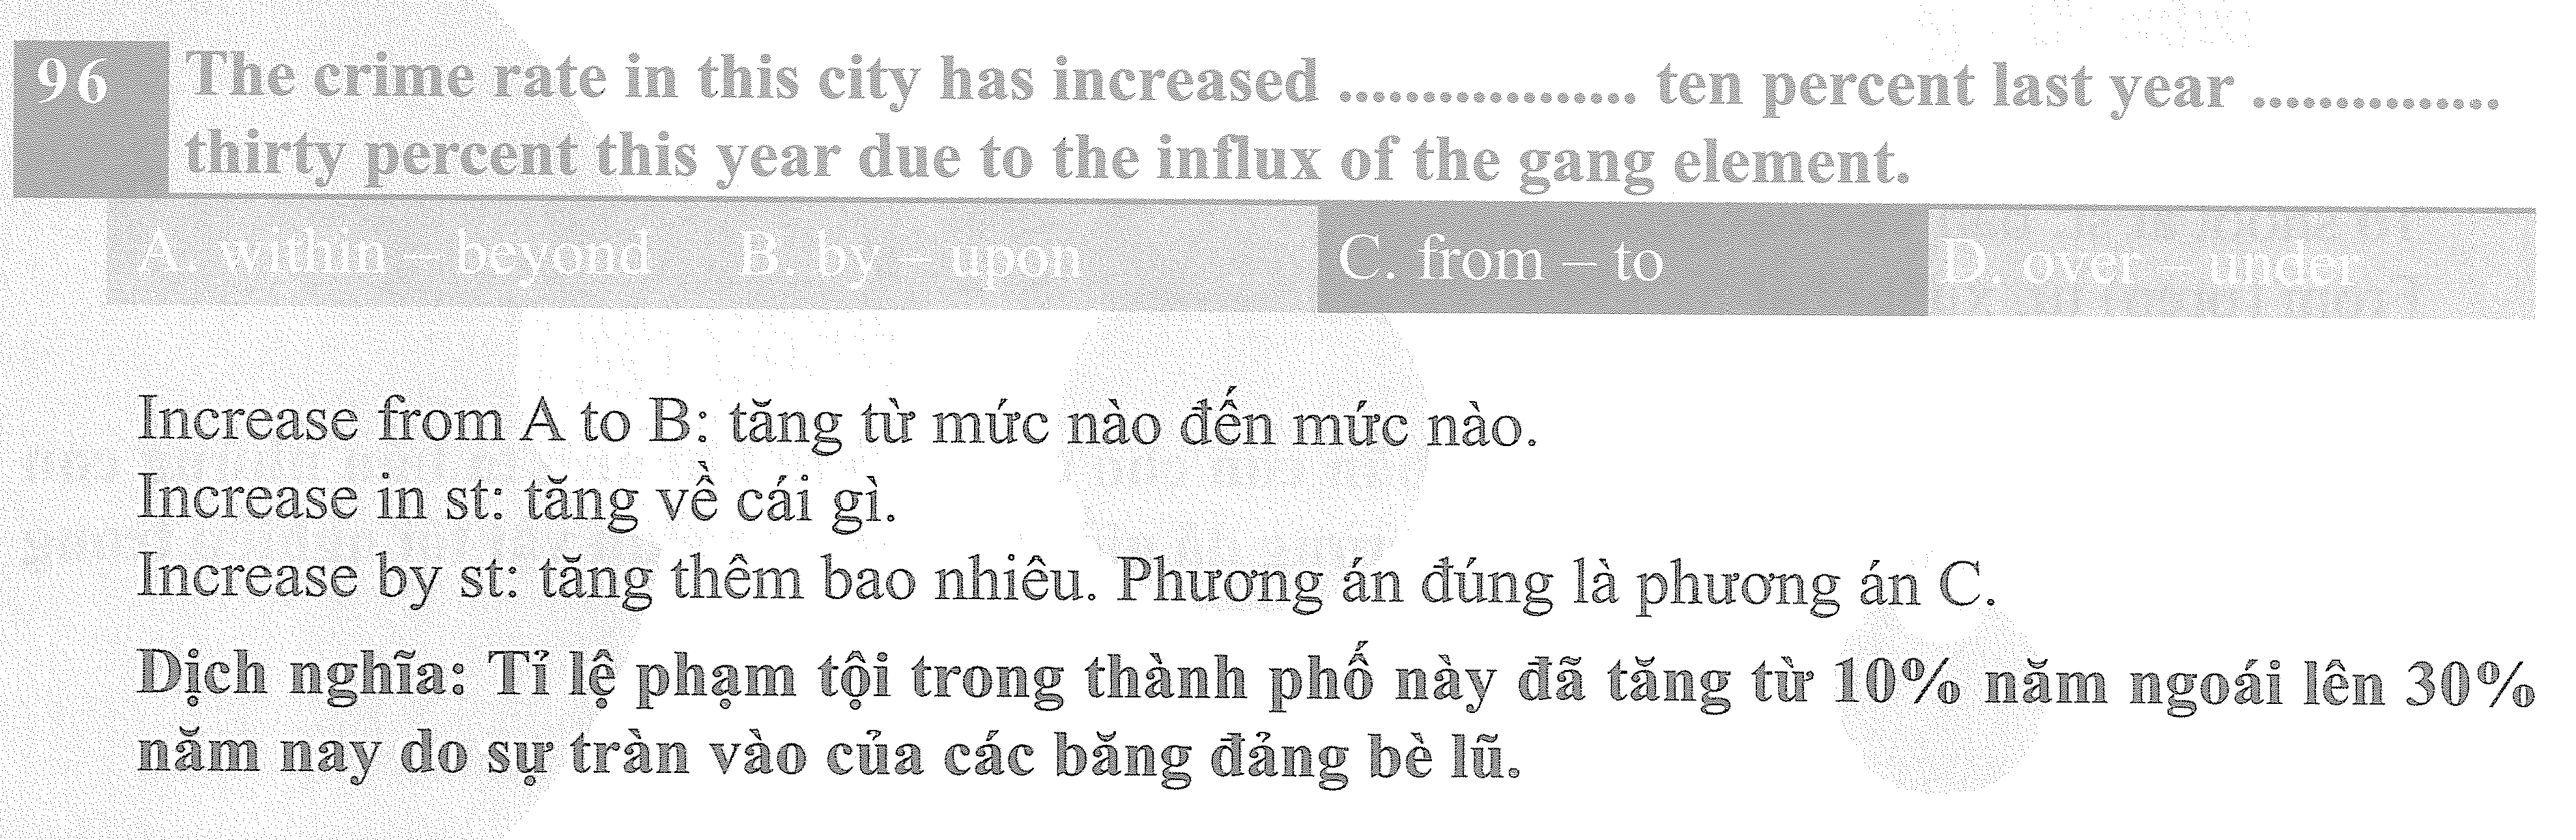 96 The crime rate in this city has increased ................. ten percent last year ..............
thirty percent this year due to the influx of the gang element.
A. within – beyond B. by – upon C. from – to D. over – under
Increase from A to B: tăng từ mức nào đến mức nào.
Increase in st: tăng về cái gì.
Increase by st: tăng thêm bao nhiêu. Phương án đúng là phương án C.
Dịch nghĩa: Tỉ lệ phạm tội trong thành phố này đã tăng từ 10% năm ngoái lên 30%
năm nay do sự tràn vào của các băng đảng bè lũ.